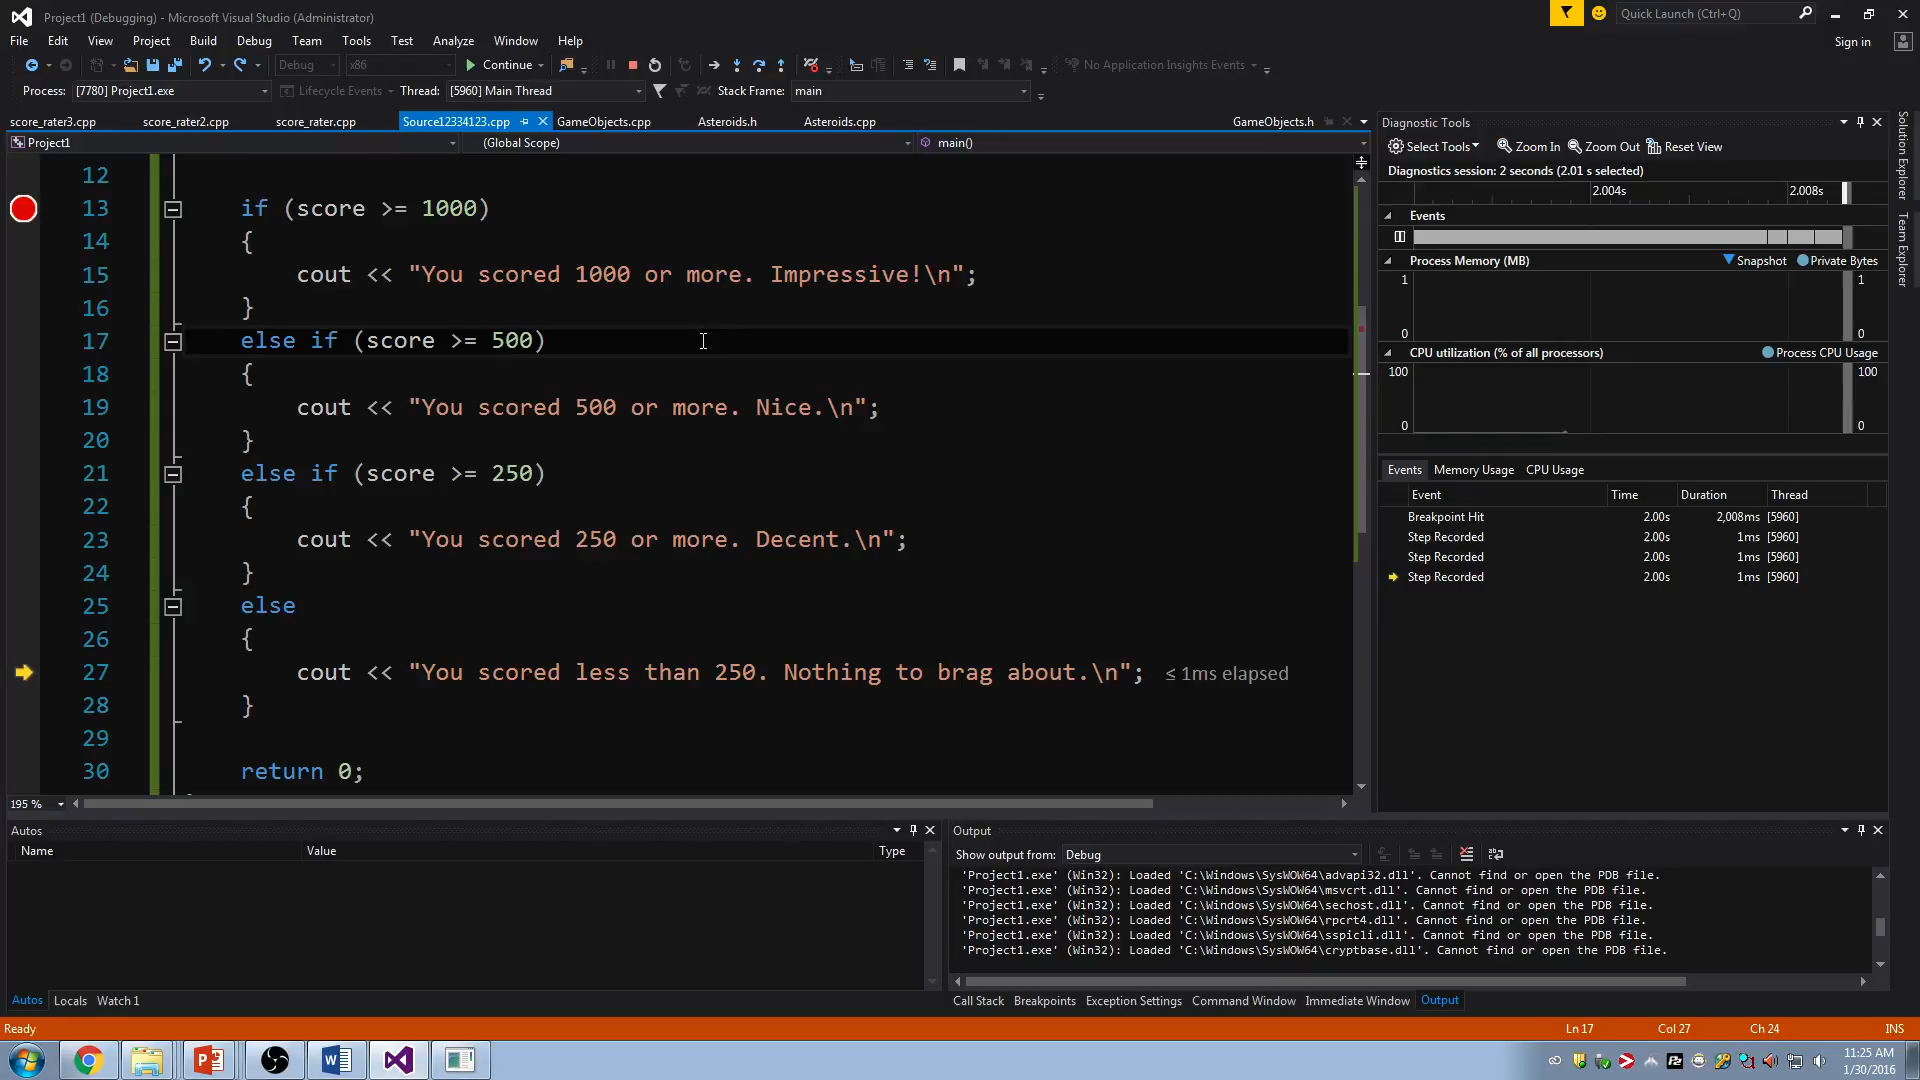 Project1 (Debugging) - Microsoft Visual Studio (Administrator)
Quick Launch (Ctrl+Q)
File Edit View Project Build Debug Team Tools Test Analyze Window Help
Sign in
Debug x86 Continue No Application Insights Events
Process: [7780] Project1.exe Lifecycle Events Thread: [5960] Main Thread Stack Frame: main
score_rater3.cpp score_rater2.cpp score_rater.cpp Source12334123.cpp GameObjects.cpp Asteroids.h Asteroids.cpp GameObjects.h
Project1 (Global Scope) main()
12
13 if (score >= 1000)
14 {
15 cout << "You scored 1000 or more. Impressive!\n";
16 }
17 else if (score >= 500)
18 {
19 cout << "You scored 500 or more. Nice.\n";
20 }
21 else if (score >= 250)
22 {
23 cout << "You scored 250 or more. Decent.\n";
24 }
25 else
26 {
27 cout << "You scored less than 250. Nothing to brag about.\n"; ≤ 1ms elapsed
28 }
29
30 return 0;
195 %
Diagnostic Tools
Select Tools Zoom In Zoom Out Reset View
Diagnostics session: 2 seconds (2.01 s selected)
2.004s 2.008s
Events
Process Memory (MB) Snapshot Private Bytes
1 1
0 0
CPU utilization (% of all processors) Process CPU Usage
100 100
0 0
Events Memory Usage CPU Usage
Event Time Duration Thread
Breakpoint Hit 2.00s 2,008ms [5960]
Step Recorded 2.00s 1ms [5960]
Step Recorded 2.00s 1ms [5960]
Step Recorded 2.00s 1ms [5960]
Solution Explorer
Team Explorer
Autos
Name Value Type
Autos Locals Watch 1
Output
Show output from: Debug
'Project1.exe' (Win32): Loaded 'C:\Windows\SysWOW64\advapi32.dll'. Cannot find or open the PDB file.
'Project1.exe' (Win32): Loaded 'C:\Windows\SysWOW64\msvcrt.dll'. Cannot find or open the PDB file.
'Project1.exe' (Win32): Loaded 'C:\Windows\SysWOW64\sechost.dll'. Cannot find or open the PDB file.
'Project1.exe' (Win32): Loaded 'C:\Windows\SysWOW64\rpcrt4.dll'. Cannot find or open the PDB file.
'Project1.exe' (Win32): Loaded 'C:\Windows\SysWOW64\sspicli.dll'. Cannot find or open the PDB file.
'Project1.exe' (Win32): Loaded 'C:\Windows\SysWOW64\cryptbase.dll'. Cannot find or open the PDB file.
Call Stack Breakpoints Exception Settings Command Window Immediate Window Output
Ready Ln 17 Col 27 Ch 24 INS
11:25 AM
1/30/2016